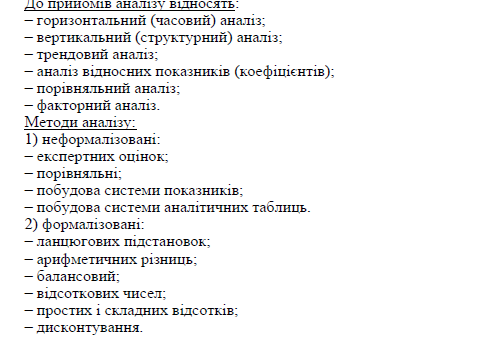 До прийомів аналізу відносять:
– горизонтальний (часовий) аналіз;
– вертикальний (структурний) аналіз;
– трендовий аналіз;
– аналіз відносних показників (коефіцієнтів);
– порівняльний аналіз;
– факторний аналіз.
Методи аналізу:
1) неформалізовані:
– експертних оцінок;
– порівняльні;
– побудова системи показників;
– побудова системи аналітичних таблиць.
2) формалізовані:
– ланцюгових підстановок;
– арифметичних різниць;
– балансовий;
– відсоткових чисел;
– простих і складних відсотків;
– дисконтування.